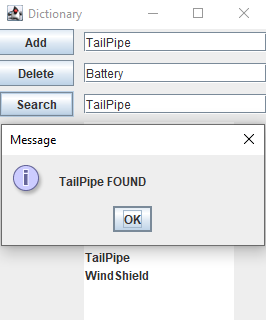 Dictionary
Add TailPipe
Delete Battery
Search TailPipe
Message
TailPipe FOUND
OK
TailPipe
WindShield